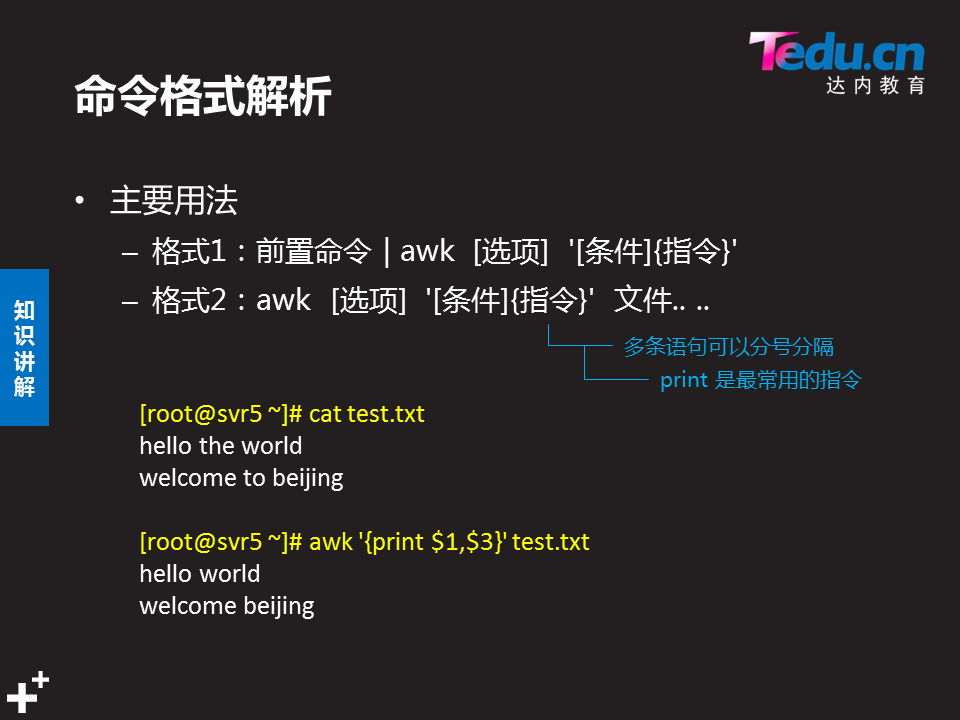 Tedu.cn
达内教育
命令格式解析
• 主要用法
– 格式1：前置命令 | awk [选项] '[条件]{指令}'
– 格式2：awk [选项] '[条件]{指令}' 文件.. ..
多条语句可以分号分隔
print 是最常用的指令
知识讲解
[root@svr5 ~]# cat test.txt
hello the world
welcome to beijing
[root@svr5 ~]# awk '{print $1,$3}' test.txt
hello world
welcome beijing